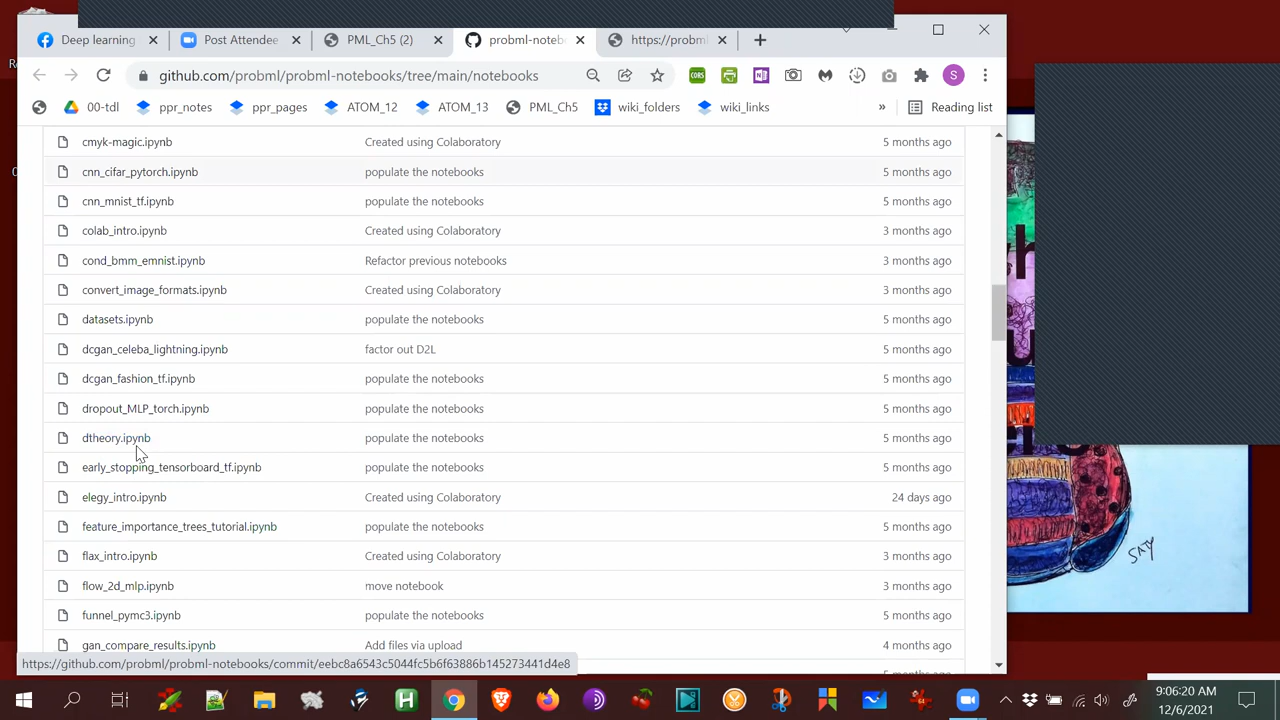 Deep learning
Post Attendee
PML_Ch5 (2)
probml-noteb
https://probml
github.com/probml/probml-notebooks/tree/main/notebooks
CORS
S
00-tdl
ppr_notes
ppr_pages
ATOM_12
ATOM_13
PML_Ch5
wiki_folders
wiki_links
»
Reading list
cmyk-magic.ipynb Created using Colaboratory 5 months ago
cnn_cifar_pytorch.ipynb populate the notebooks 5 months ago
cnn_mnist_tf.ipynb populate the notebooks 5 months ago
colab_intro.ipynb Created using Colaboratory 3 months ago
cond_bmm_emnist.ipynb Refactor previous notebooks 3 months ago
convert_image_formats.ipynb Created using Colaboratory 3 months ago
datasets.ipynb populate the notebooks 5 months ago
dcgan_celeba_lightning.ipynb factor out D2L 5 months ago
dcgan_fashion_tf.ipynb populate the notebooks 5 months ago
dropout_MLP_torch.ipynb populate the notebooks 5 months ago
dtheory.ipynb populate the notebooks 5 months ago
early_stopping_tensorboard_tf.ipynb populate the notebooks 5 months ago
elegy_intro.ipynb Created using Colaboratory 24 days ago
feature_importance_trees_tutorial.ipynb populate the notebooks 5 months ago
flax_intro.ipynb Created using Colaboratory 3 months ago
flow_2d_mlp.ipynb move notebook 3 months ago
funnel_pymc3.ipynb populate the notebooks 5 months ago
gan_compare_results.ipynb Add files via upload 4 months ago
https://github.com/probml/probml-notebooks/commit/eebc8a6543c5044fc5b6f63886b145273441d4e8
SATY
9:06:20 AM
12/6/2021